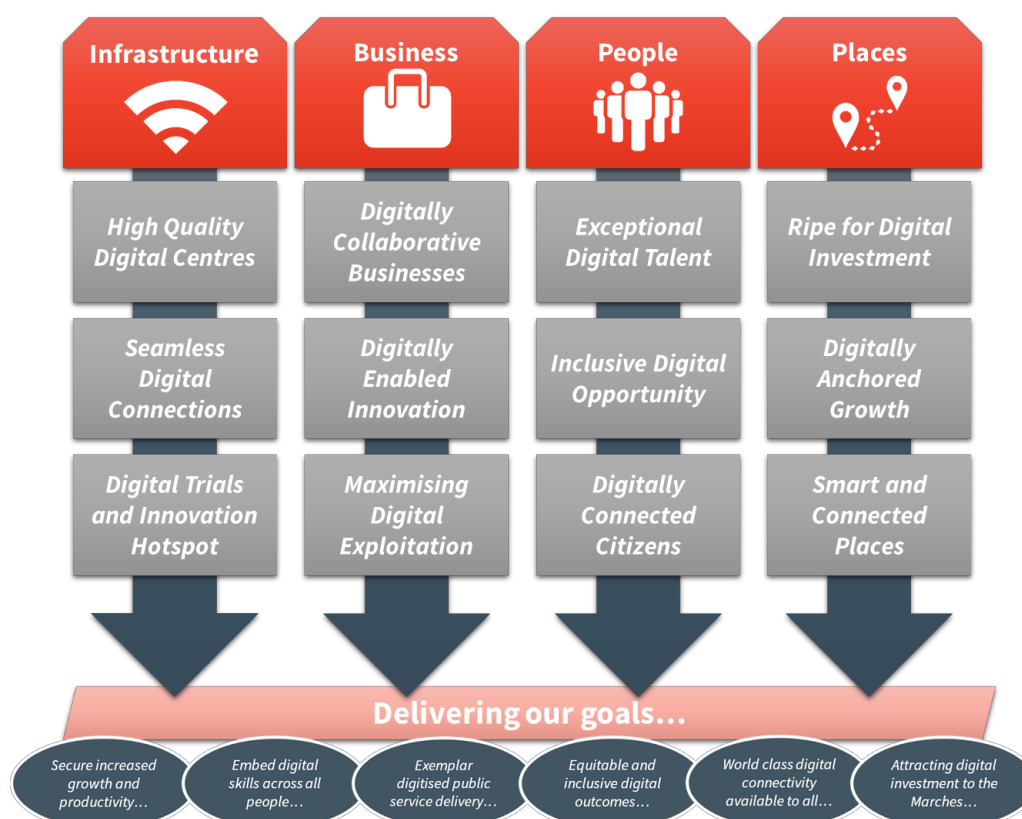 Infrastructure
Business
People
Places
High Quality
Digital Centres
Digitally
Collaborative
Businesses
Exceptional
Digital Talent
Ripe for Digital
Investment
Seamless
Digital
Connections
Digitally
Enabled
Innovation
Inclusive Digital
Opportunity
Digitally
Anchored
Growth
Digital Trials
and Innovation
Hotspot
Maximising
Digital
Exploitation
Digitally
Connected
Citizens
Smart and
Connected
Places
Delivering our goals...
Secure increased
growth and
productivity...
Embed digital
skills across all
people...
Exemplar
digitised public
service delivery...
Equitable and
inclusive digital
outcomes...
World class digital
connectivity
available to all...
Attracting digital
investment to the
Marches...